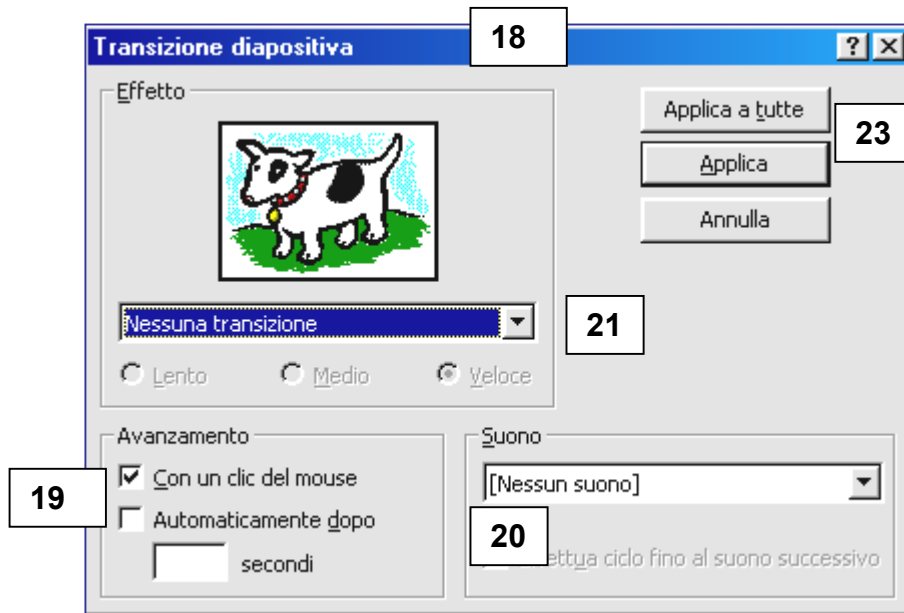 Transizione diapositiva 18
Effetto
Applica a tutte
23
Applica
Annulla
Nessuna transizione
21
Lento Medio Veloce
Avanzamento
Con un clic del mouse
19
Automaticamente dopo
secondi
Suono
[Nessun suono]
20
ciclo fino al suono successivo